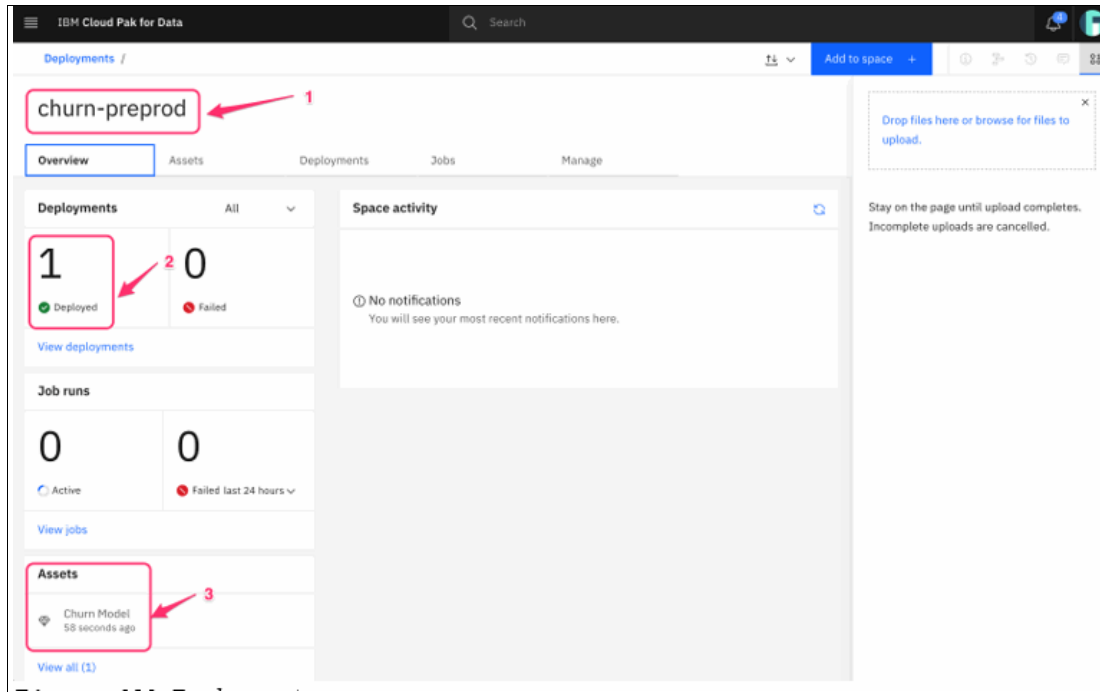 IBM Cloud Pak for Data
Search
4
Deployments /
Add to space +
churn-preprod
1
Overview Assets Deployments Jobs Manage
Drop files here or browse for files to
upload.
Stay on the page until upload completes.
Incomplete uploads are cancelled.
Deployments All
1 2 0
Deployed Failed
View deployments
Space activity
No notifications
You will see your most recent notifications here.
Job runs
0 0
Active Failed last 24 hours
View jobs
Assets
3
Churn Model
58 seconds ago
View all (1)